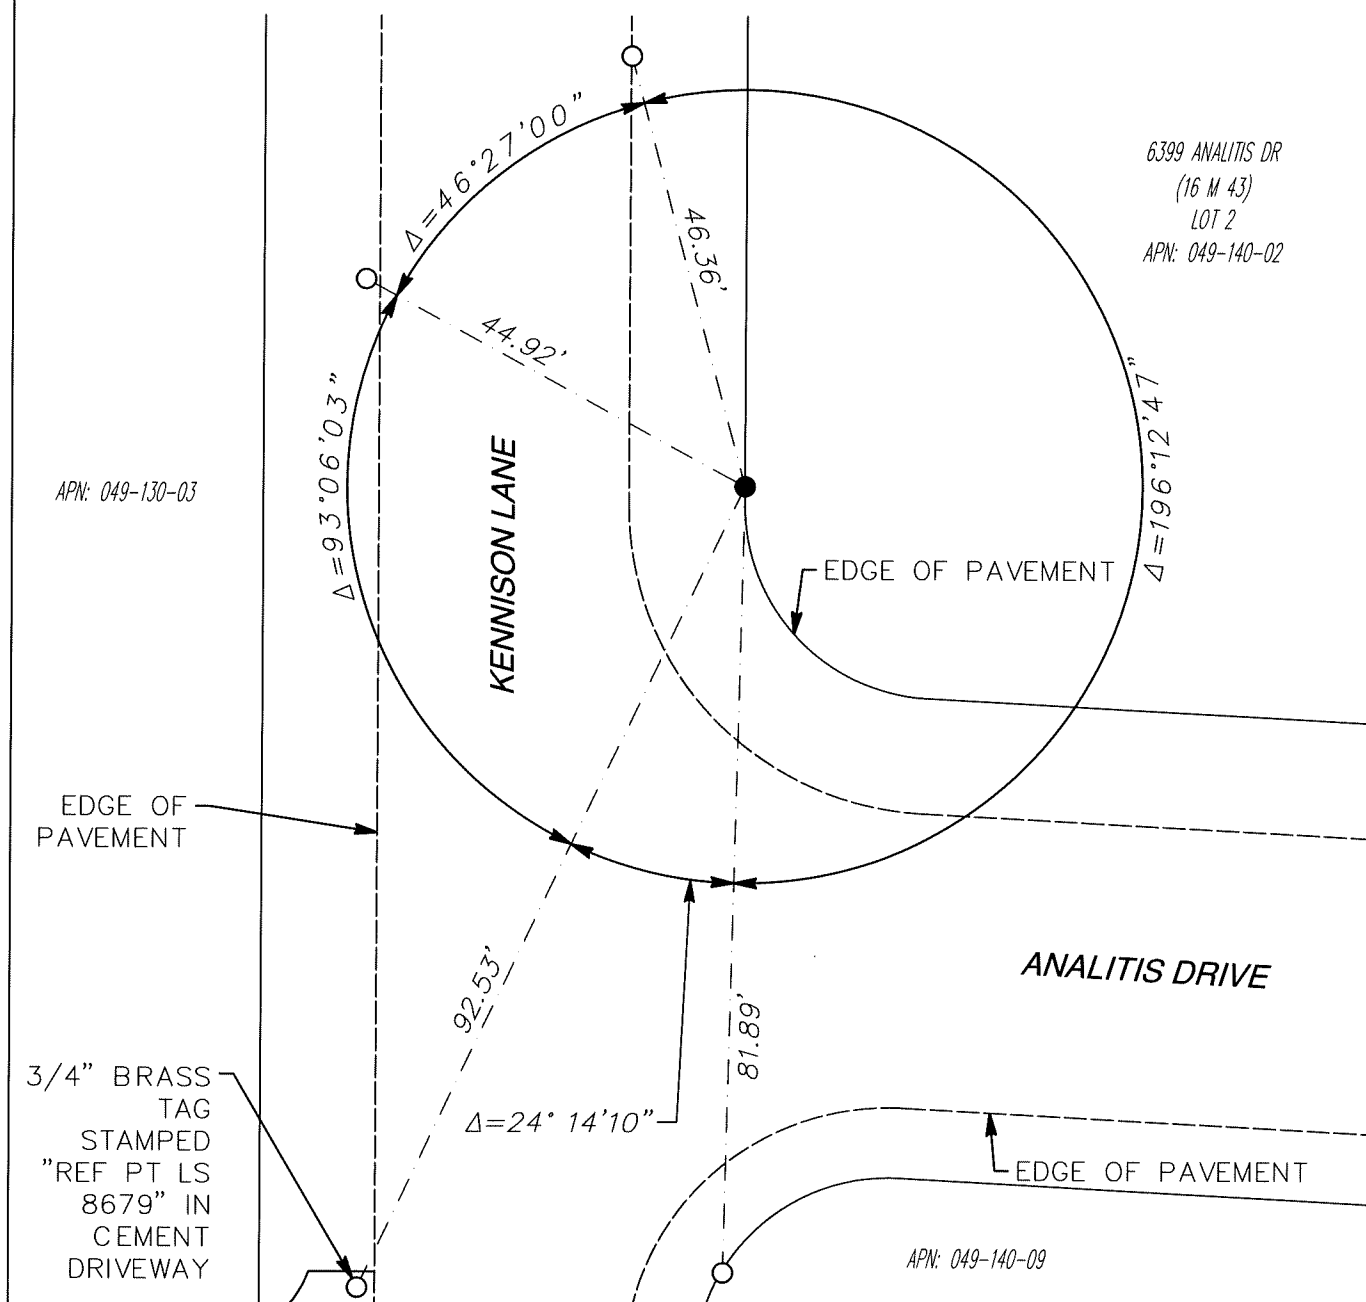 Δ=46°27'00"
6399 ANALITIS DR
(16 M 43)
LOT 2
APN: 049-140-02
46.36'
44.92'
Δ=93°06'03"
Δ=196°12'47"
APN: 049-130-03
KENNISON LANE
EDGE OF PAVEMENT
EDGE OF
PAVEMENT
ANALITIS DRIVE
92.53'
81.89'
3/4" BRASS
TAG
STAMPED
"REF PT LS
8679" IN
CEMENT
DRIVEWAY
Δ=24° 14'10"
EDGE OF PAVEMENT
APN: 049-140-09